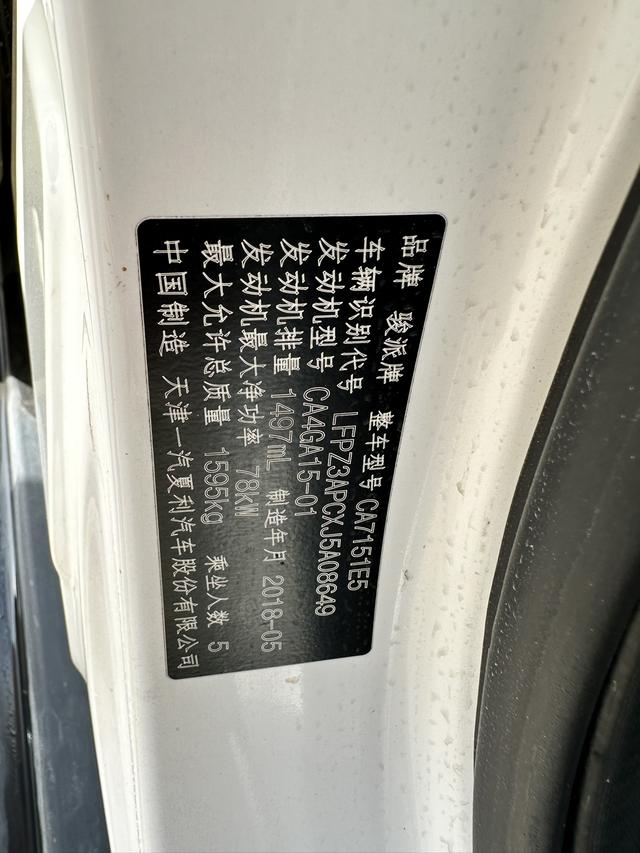 品牌 骏派牌 整车型号 CA7151E5
车辆识别代号 LFPZ3APCXJ5A08649
发动机型号 CA4GA15-01
发动机排量 1497mL 制造年月 2018-05
发动机最大净功率 78kW
最大允许总质量 1595kg 乘坐人数 5
中国制造 天津一汽夏利汽车股份有限公司